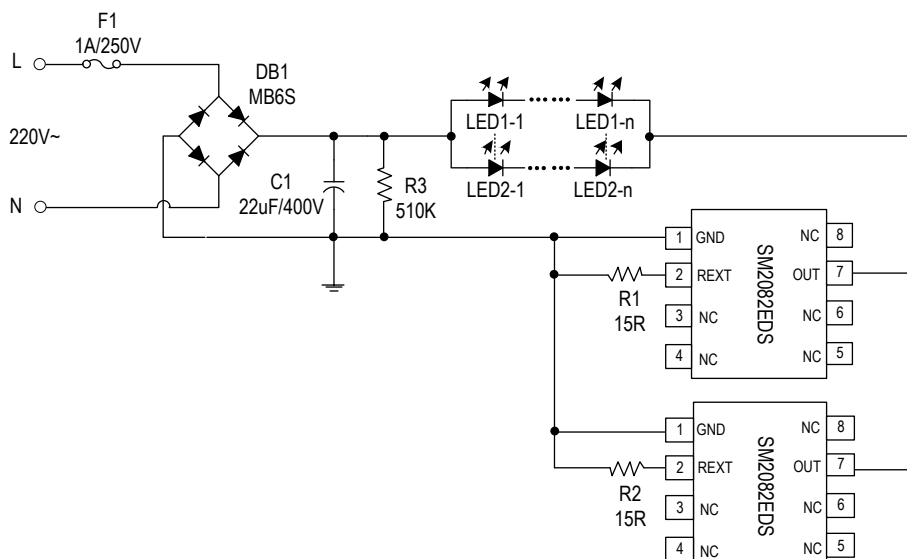 F1
1A/250V
L
DB1
MB6S
220V~
N
C1
22uF/400V
R3
510K
LED1-1
LED1-n
LED2-1
LED2-n
1 GND NC 8
2 REXT OUT 7
3 NC NC 6
4 NC NC 5
SM2082EDS
R1
15R
1 GND NC 8
2 REXT OUT 7
3 NC NC 6
4 NC NC 5
SM2082EDS
R2
15R